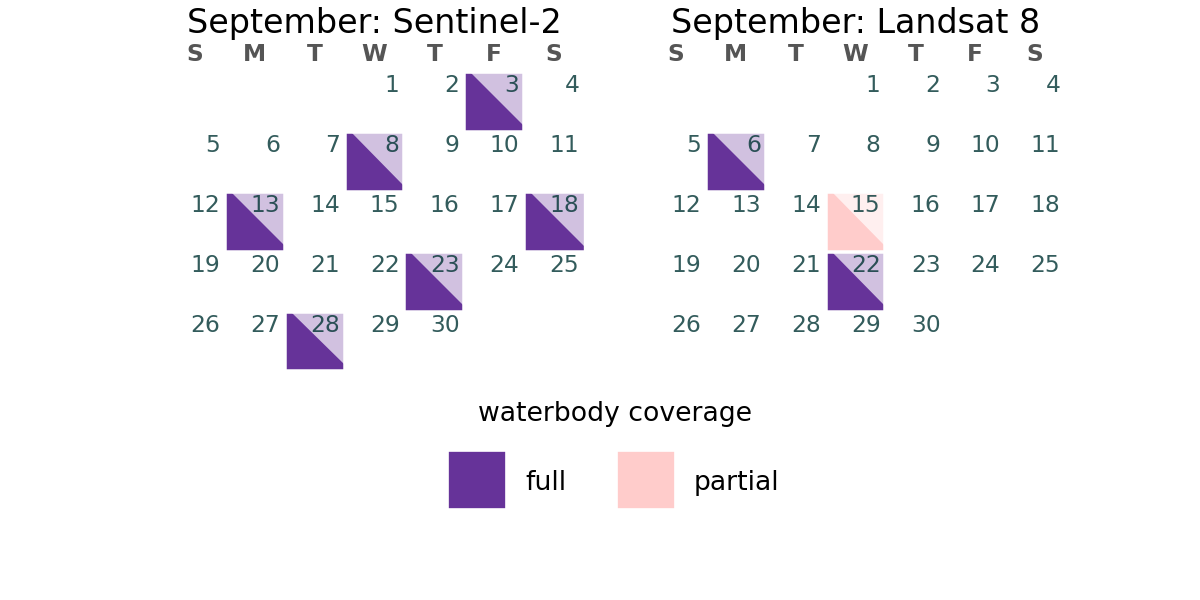 September: Sentinel-2
S M T W T F S
1 2 3 4
5 6 7 8 9 10 11
12 13 14 15 16 17 18
19 20 21 22 23 24 25
26 27 28 29 30
September: Landsat 8
S M T W T F S
1 2 3 4
5 6 7 8 9 10 11
12 13 14 15 16 17 18
19 20 21 22 23 24 25
26 27 28 29 30
waterbody coverage
full partial